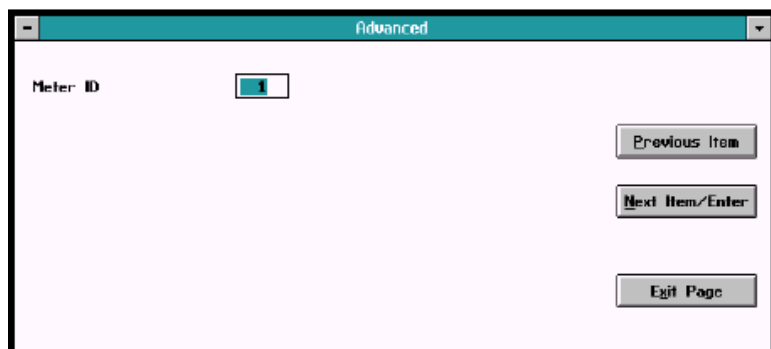 Advanced
Meter ID 1
Previous Item
Next Item/Enter
Exit Page